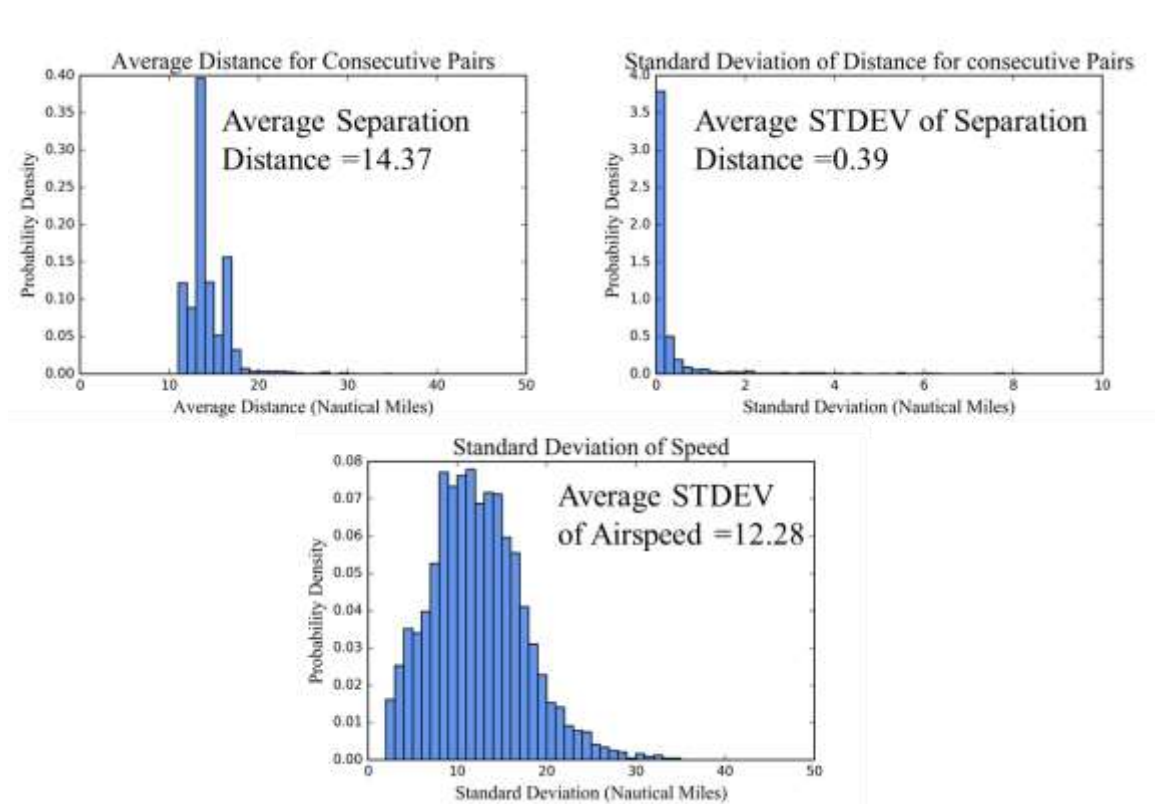 Average Distance for Consecutive Pairs
0.40
0.35
0.30
0.25
0.20
0.15
0.10
0.05
0.00
Probability Density
Average Separation
Distance =14.37
0 10 20 30 40 50
Average Distance (Nautical Miles)
Standard Deviation of Distance for consecutive Pairs
4.0
3.5
3.0
2.5
2.0
1.5
1.0
0.5
0.0
Probability Density
Average STDEV of Separation
Distance =0.39
0 2 4 6 8 10
Standard Deviation (Nautical Miles)
Standard Deviation of Speed
0.08
0.07
0.06
0.05
0.04
0.03
0.02
0.01
0.00
Probability Density
Average STDEV
of Airspeed =12.28
0 10 20 30 40 50
Standard Deviation (Nautical Miles)